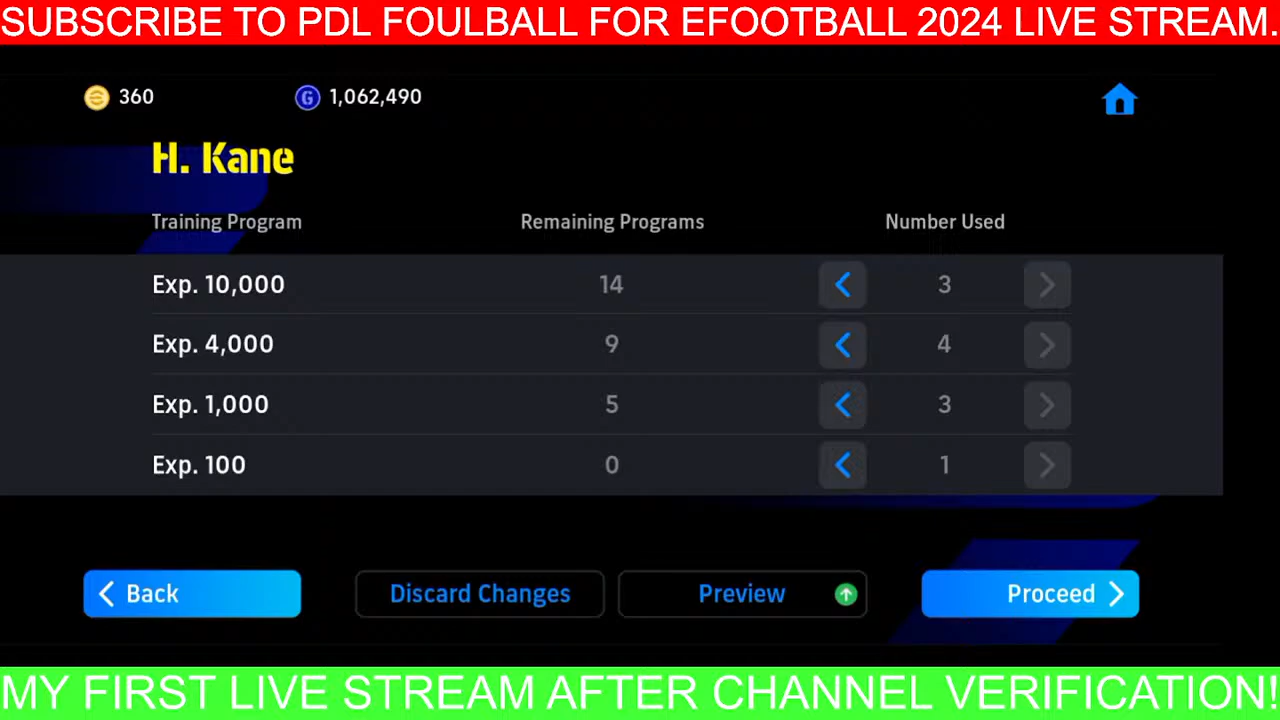 SUBSCRIBE TO PDL FOULBALL FOR EFOOTBALL 2024 LIVE STREAM.
360 G 1,062,490
H. Kane
Training Program Remaining Programs Number Used
Exp. 10,000 14 3
Exp. 4,000 9 4
Exp. 1,000 5 3
Exp. 100 0 1
Back Discard Changes Preview Proceed
MY FIRST LIVE STREAM AFTER CHANNEL VERIFICATION!